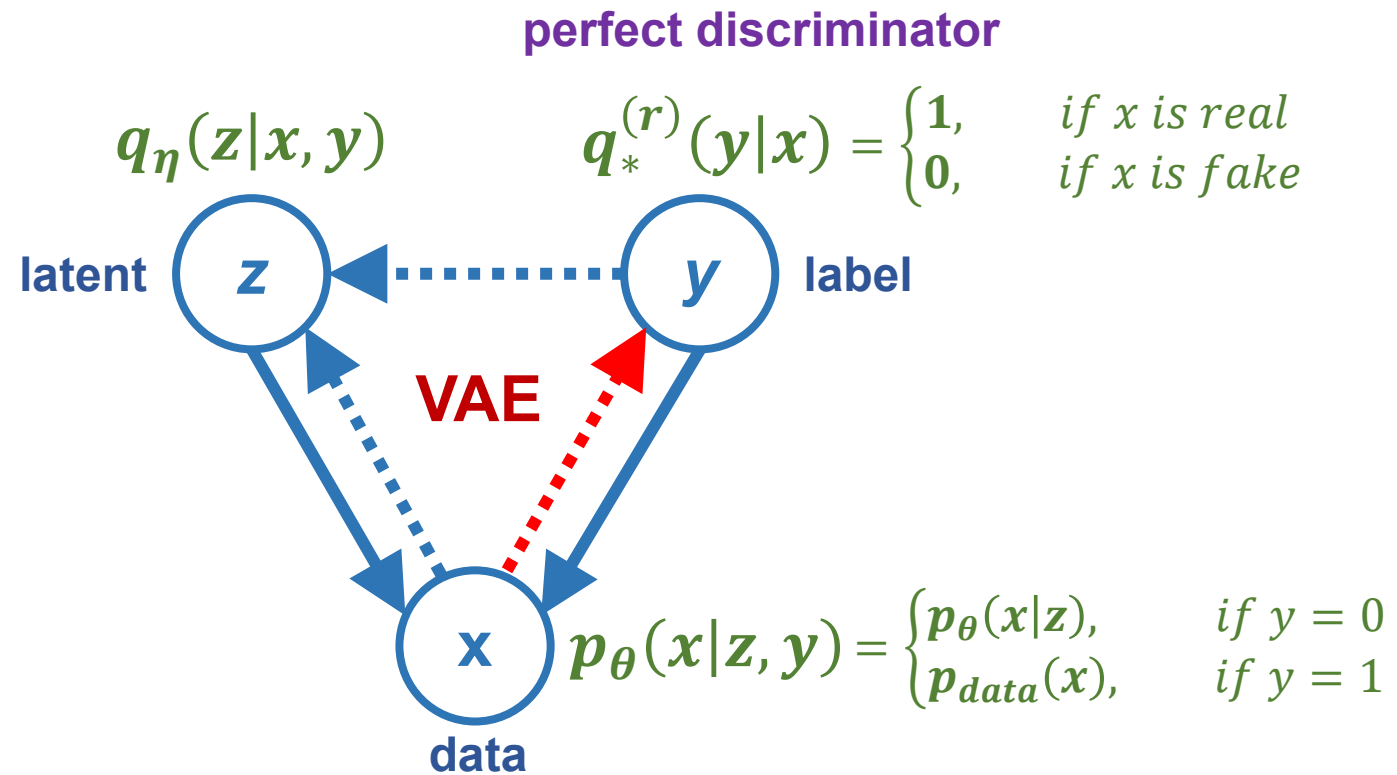 perfect discriminator
q_η(z|x, y)
q_*^(r)(y|x) = {1, if x is real
0, if x is fake
latent z y label
VAE
x p_θ(x|z, y) = {p_θ(x|z), if y = 0
p_data(x), if y = 1
data